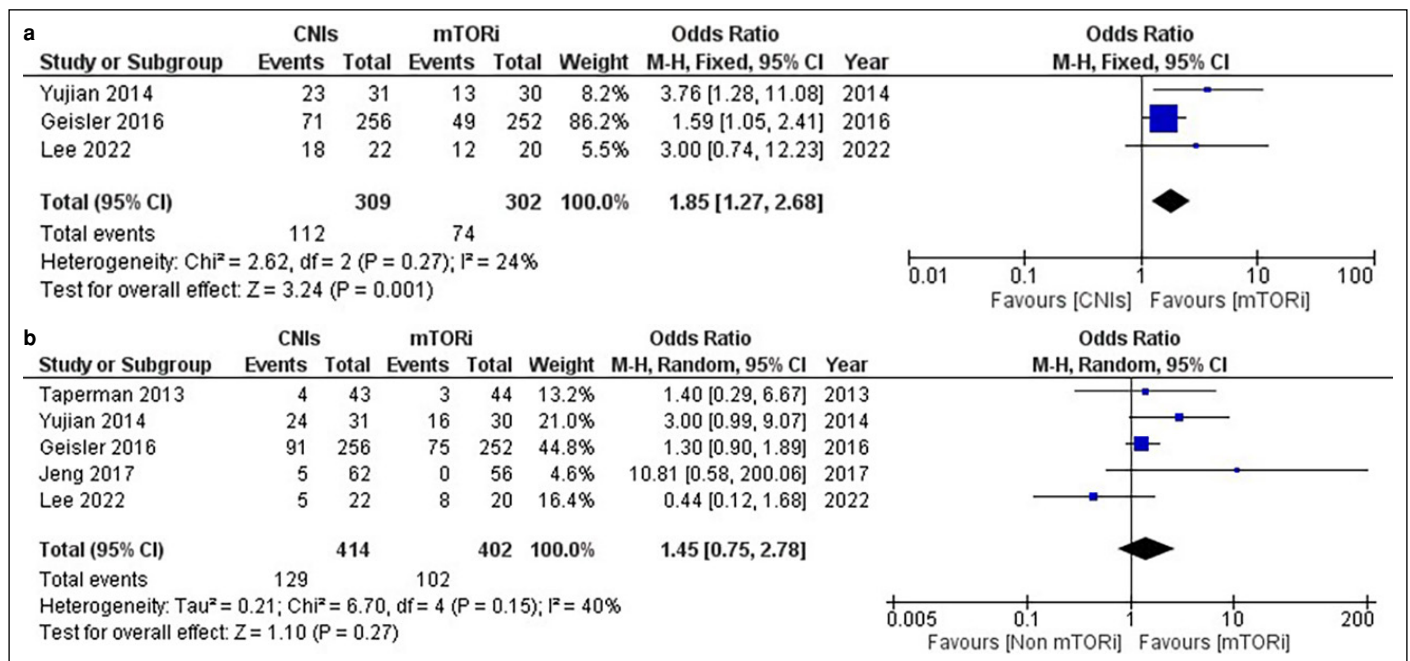 a CNIs mTORi Odds Ratio Odds Ratio
Study or Subgroup Events Total Events Total Weight M-H, Fixed, 95% CI Year M-H, Fixed, 95% CI
Yujian 2014 23 31 13 30 8.2% 3.76 [1.28, 11.08] 2014
Geisler 2016 71 256 49 252 86.2% 1.59 [1.05, 2.41] 2016
Lee 2022 18 22 12 20 5.5% 3.00 [0.74, 12.23] 2022
Total (95% CI) 309 302 100.0% 1.85 [1.27, 2.68]
Total events 112 74
Heterogeneity: Chi² = 2.62, df = 2 (P = 0.27); I² = 24%
Test for overall effect: Z = 3.24 (P = 0.001)
0.01 0.1 1 10 100
Favours [CNIs] Favours [mTORi]
b CNIs mTORi Odds Ratio Odds Ratio
Study or Subgroup Events Total Events Total Weight M-H, Random, 95% CI Year M-H, Random, 95% CI
Taperman 2013 4 43 3 44 13.2% 1.40 [0.29, 6.67] 2013
Yujian 2014 24 31 16 30 21.0% 3.00 [0.99, 9.07] 2014
Geisler 2016 91 256 75 252 44.8% 1.30 [0.90, 1.89] 2016
Jeng 2017 5 62 0 56 4.6% 10.81 [0.58, 200.06] 2017
Lee 2022 5 22 8 20 16.4% 0.44 [0.12, 1.68] 2022
Total (95% CI) 414 402 100.0% 1.45 [0.75, 2.78]
Total events 129 102
Heterogeneity: Tau² = 0.21; Chi² = 6.70, df = 4 (P = 0.15); I² = 40%
Test for overall effect: Z = 1.10 (P = 0.27)
0.005 0.1 1 10 200
Favours [Non mTORi] Favours [mTORi]